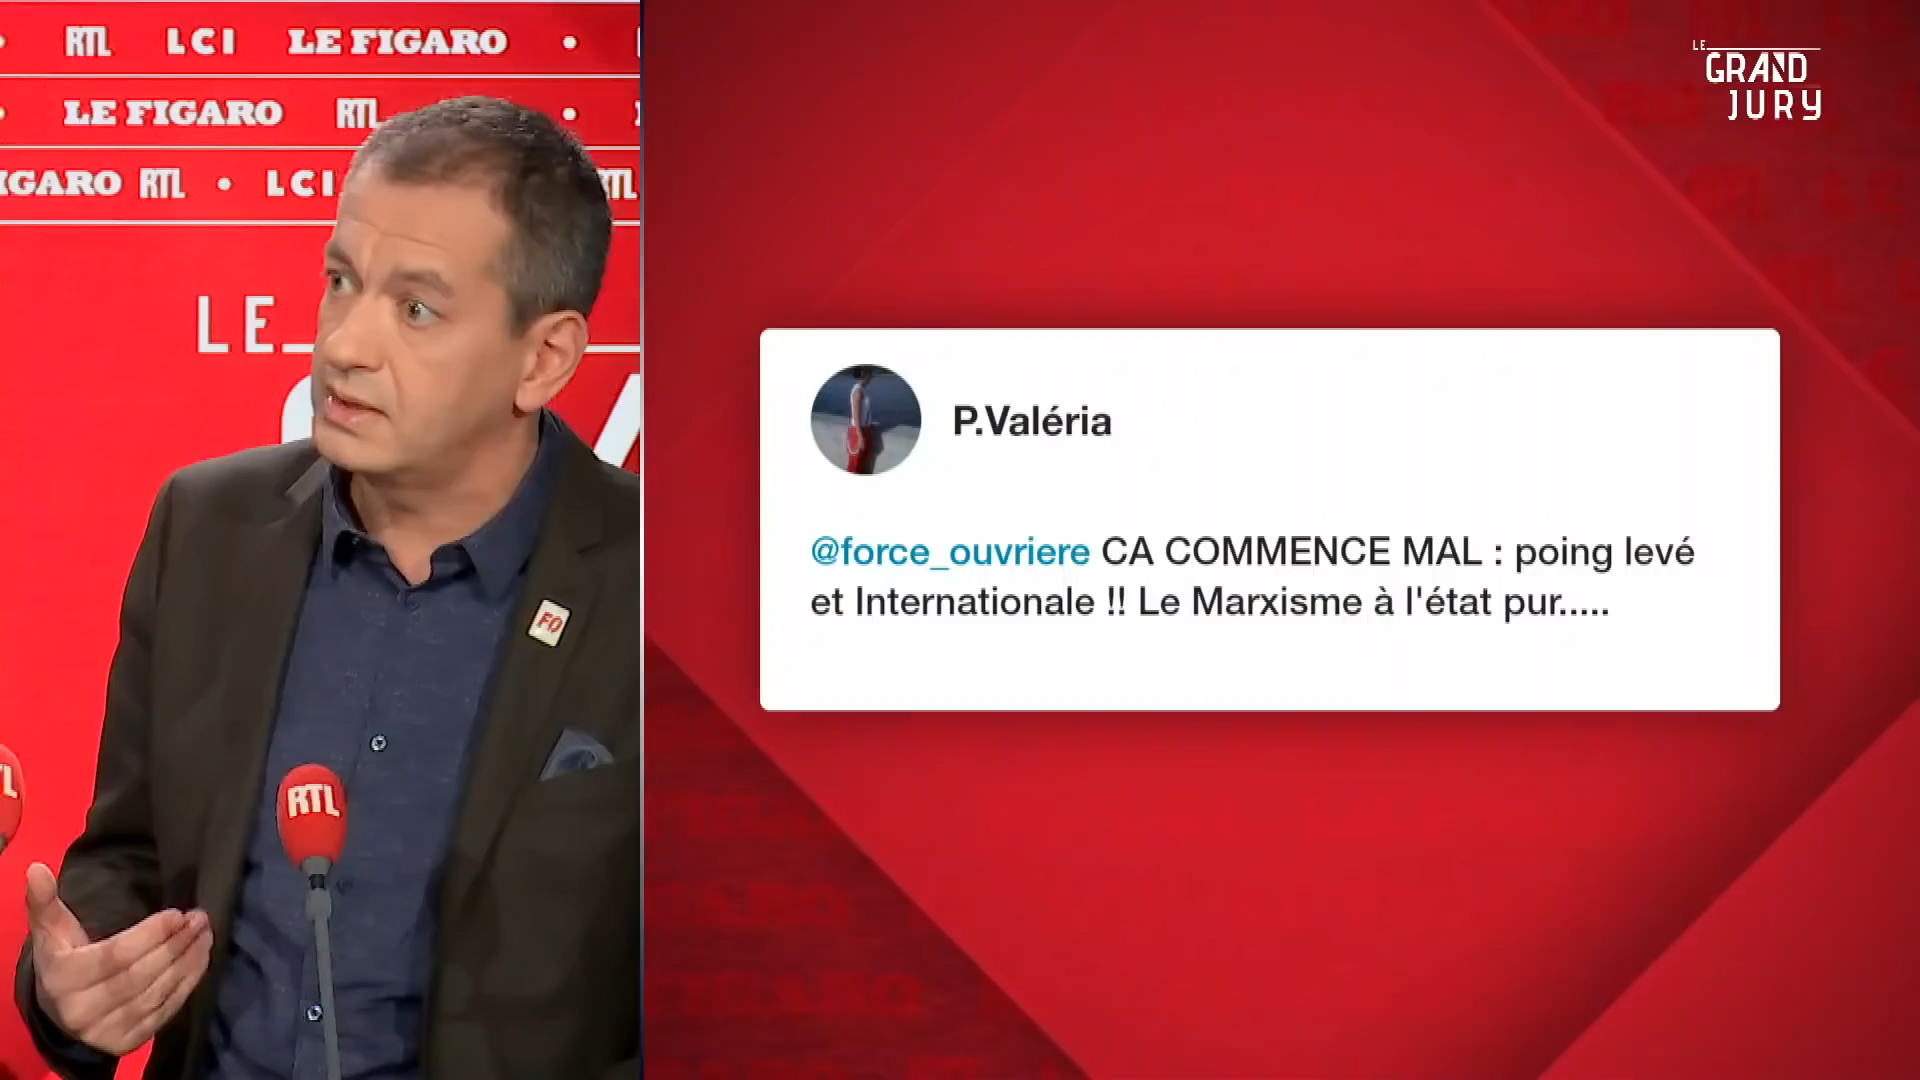 RTL LCI LE FIGARO
LE FIGARO RTL
IGARO RTL LCI RTL
LE
FO
RTL
LE
GRAND
JURY
P.Valéria
@force_ouvriere CA COMMENCE MAL : poing levé
et Internationale !! Le Marxisme à l'état pur.....